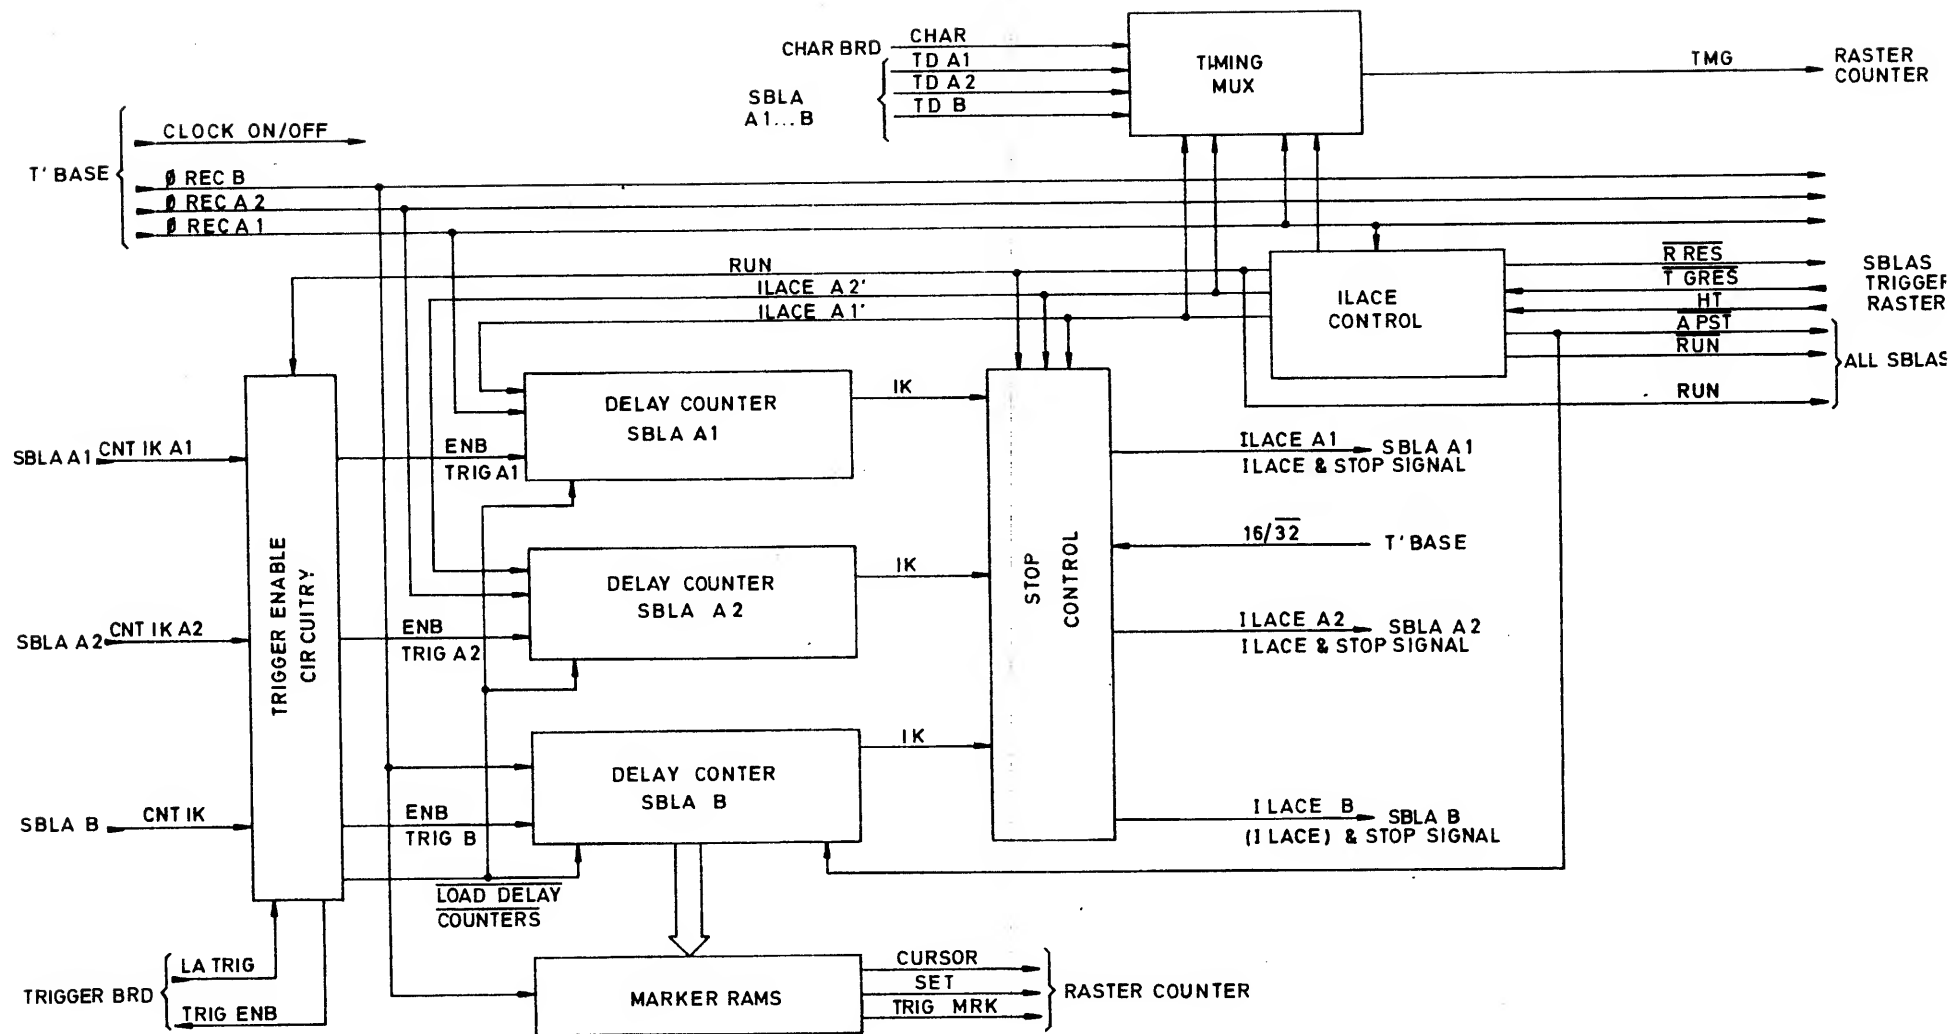 CHAR BRD
CHAR
TD A1
TD A2
TD B
SBLA
A1...B
TIMING
MUX
TMG
RASTER
COUNTER
T' BASE
CLOCK ON/OFF
Ø REC B
Ø REC A2
Ø REC A1
RUN
ILACE A2'
ILACE A1'
ILACE
CONTROL
R RES
T GRES
HT
A PST
RUN
RUN
SBLAS
TRIGGER
RASTER
ALL SBLAS
SBLA A1
CNT IK A1
SBLA A2
CNT IK A2
SBLA B
CNT IK
TRIGGER ENABLE
CIRCUITRY
ENB
TRIG A1
ENB
TRIG A2
ENB
TRIG B
DELAY COUNTER
SBLA A1
DELAY COUNTER
SBLA A2
DELAY CONTER
SBLA B
IK
IK
IK
STOP
CONTROL
ILACE A1
SBLA A1
ILACE & STOP SIGNAL
16/32
T' BASE
ILACE A2
SBLA A2
ILACE & STOP SIGNAL
ILACE B
SBLA B
(ILACE) & STOP SIGNAL
LOAD DELAY
COUNTERS
TRIGGER BRD
LA TRIG
TRIG ENB
MARKER RAMS
CURSOR
SET
TRIG MRK
RASTER COUNTER